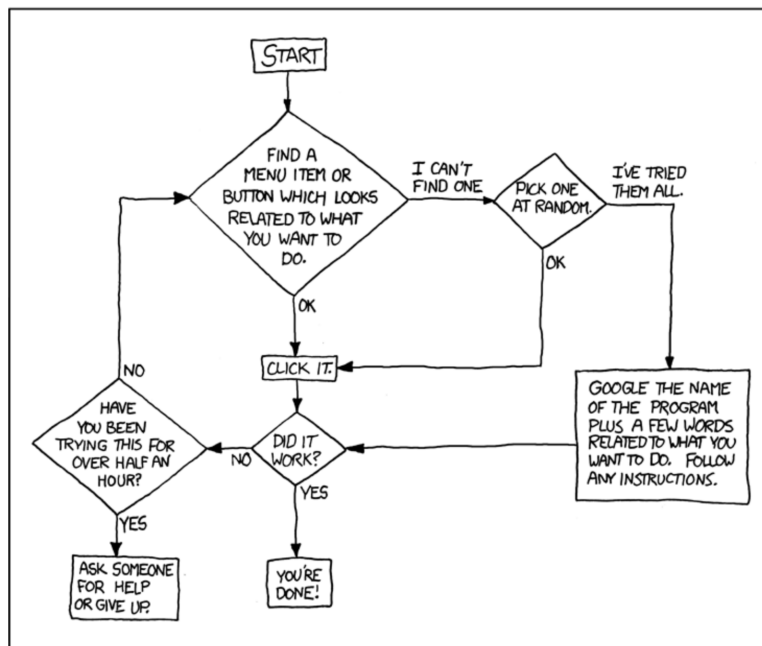 START
FIND A
MENU ITEM OR
BUTTON WHICH LOOKS
RELATED TO WHAT
YOU WANT TO
DO.
I CAN'T
FIND ONE
PICK ONE
AT RANDOM.
I'VE TRIED
THEM ALL.
OK
OK
CLICK IT.
NO
HAVE
YOU BEEN
TRYING THIS FOR
OVER HALF AN
HOUR?
NO
DID IT
WORK?
GOOGLE THE NAME
OF THE PROGRAM
PLUS A FEW WORDS
RELATED TO WHAT YOU
WANT TO DO. FOLLOW
ANY INSTRUCTIONS.
YES
YES
ASK SOMEONE
FOR HELP
OR GIVE UP.
YOU'RE
DONE!